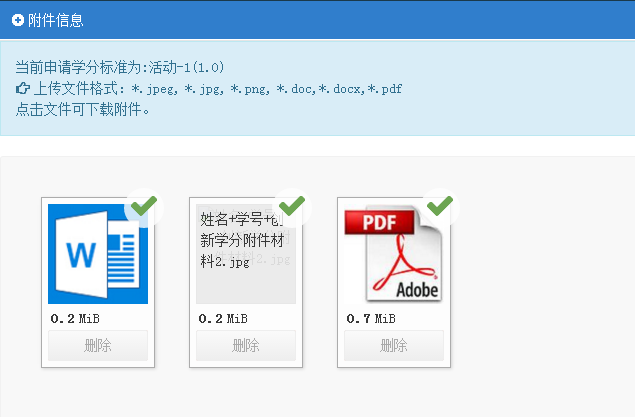 附件信息
当前申请学分标准为:活动-1(1.0)
上传文件格式：*.jpeg, *.jpg, *.png, *.doc,*.docx,*.pdf
点击文件可下载附件。
W
姓名+学号+创
新学分附件材
料2.jpg
PDF
Adobe
0.2 MiB
0.2 MiB
0.7 MiB
删除
删除
删除